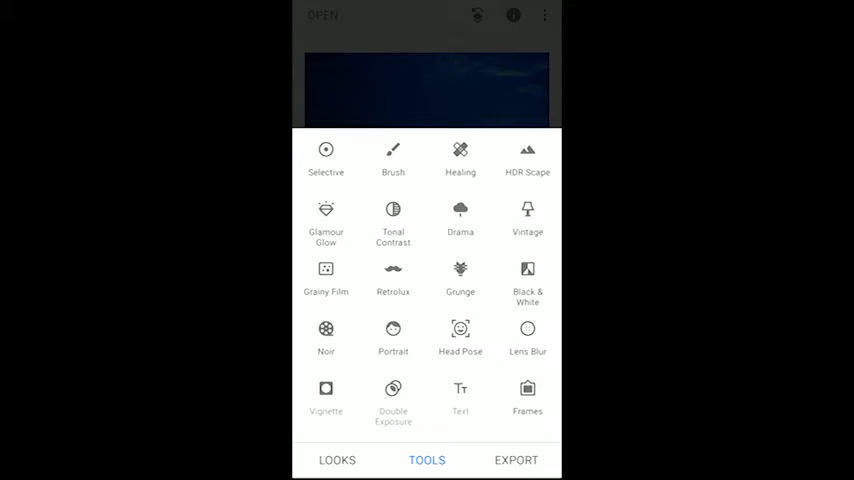 OPEN
Selective
Brush
Healing
HDR Scape
Glamour
Glow
Tonal
Contrast
Drama
Vintage
Grainy Film
Retrolux
Grunge
Black &
White
Noir
Portrait
Head Pose
Lens Blur
Vignette
Double
Exposure
Text
Frames
LOOKS
TOOLS
EXPORT